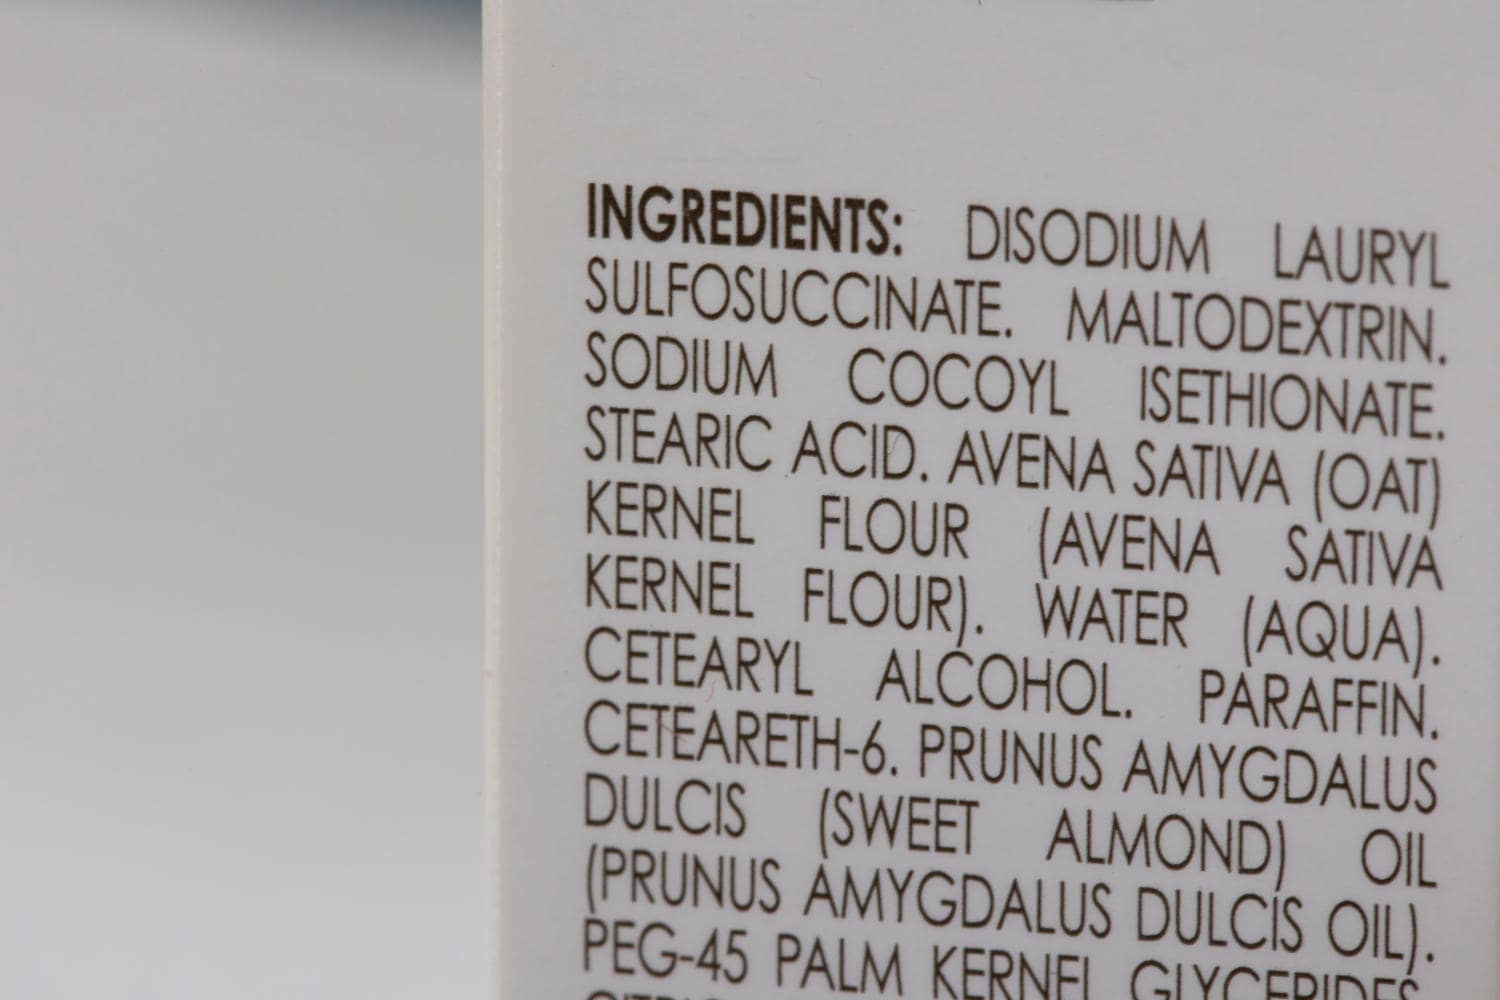 INGREDIENTS: DISODIUM LAURYL
SULFOSUCCINATE. MALTODEXTRIN.
SODIUM COCOYL ISETHIONATE.
STEARIC ACID. AVENA SATIVA (OAT)
KERNEL FLOUR (AVENA SATIVA
KERNEL FLOUR). WATER (AQUA).
CETEARYL ALCOHOL. PARAFFIN.
CETEARETH-6. PRUNUS AMYGDALUS
DULCIS (SWEET ALMOND) OIL
(PRUNUS AMYGDALUS DULCIS OIL).
PEG-45 PALM KERNEL GLYCERIDES.